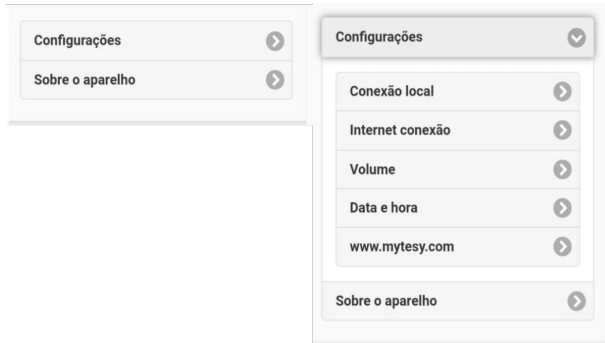 Configurações
Sobre o aparelho
Configurações
Conexão local
Internet conexão
Volume
Data e hora
www.mytesy.com
Sobre o aparelho